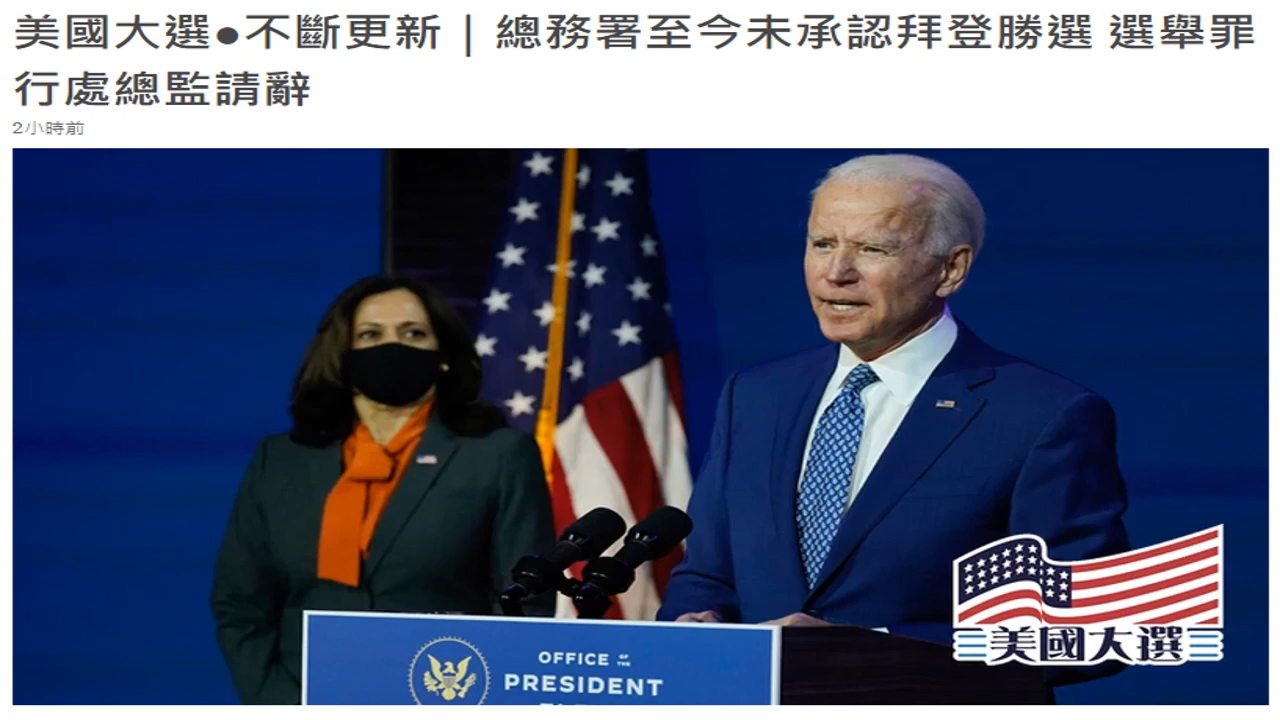 美國大選●不斷更新｜總務署至今未承認拜登勝選 選舉罪
行處總監請辭
2小時前
OFFICE OF THE
PRESIDENT
美國大選